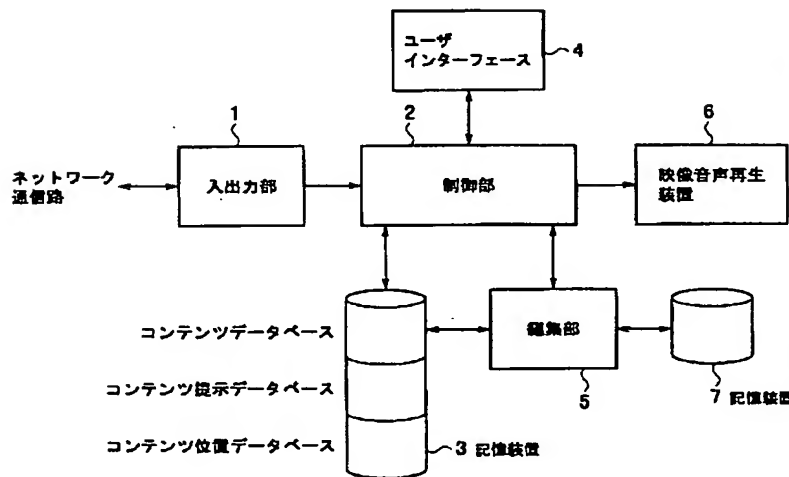 ユーザ
インターフェース
4
1
2
6
ネットワーク
通信路
入出力部
制御部
映像音声再生
装置
コンテンツデータベース
編集部
コンテンツ提示データベース
5
7 記憶装置
コンテンツ位置データベース
3 記憶装置